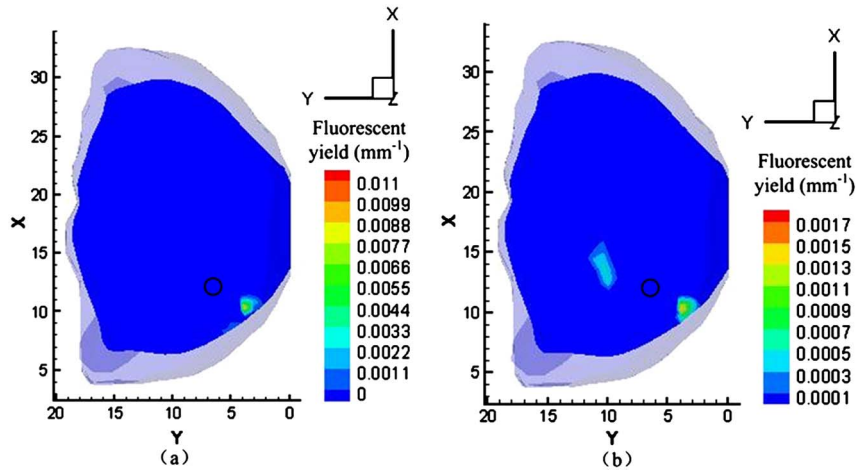 X
Y
Z
Fluorescent
yield (mm⁻¹)
0.011
0.0099
0.0088
0.0077
0.0066
0.0055
0.0044
0.0033
0.0022
0.0011
0
30
25
20
15
10
5
X
20
15
10
5
0
Y
(a)
X
Y
Z
Fluorescent
yield (mm⁻¹)
0.0017
0.0015
0.0013
0.0011
0.0009
0.0007
0.0005
0.0003
0.0001
30
25
20
15
10
5
X
20
15
10
5
0
Y
(b)